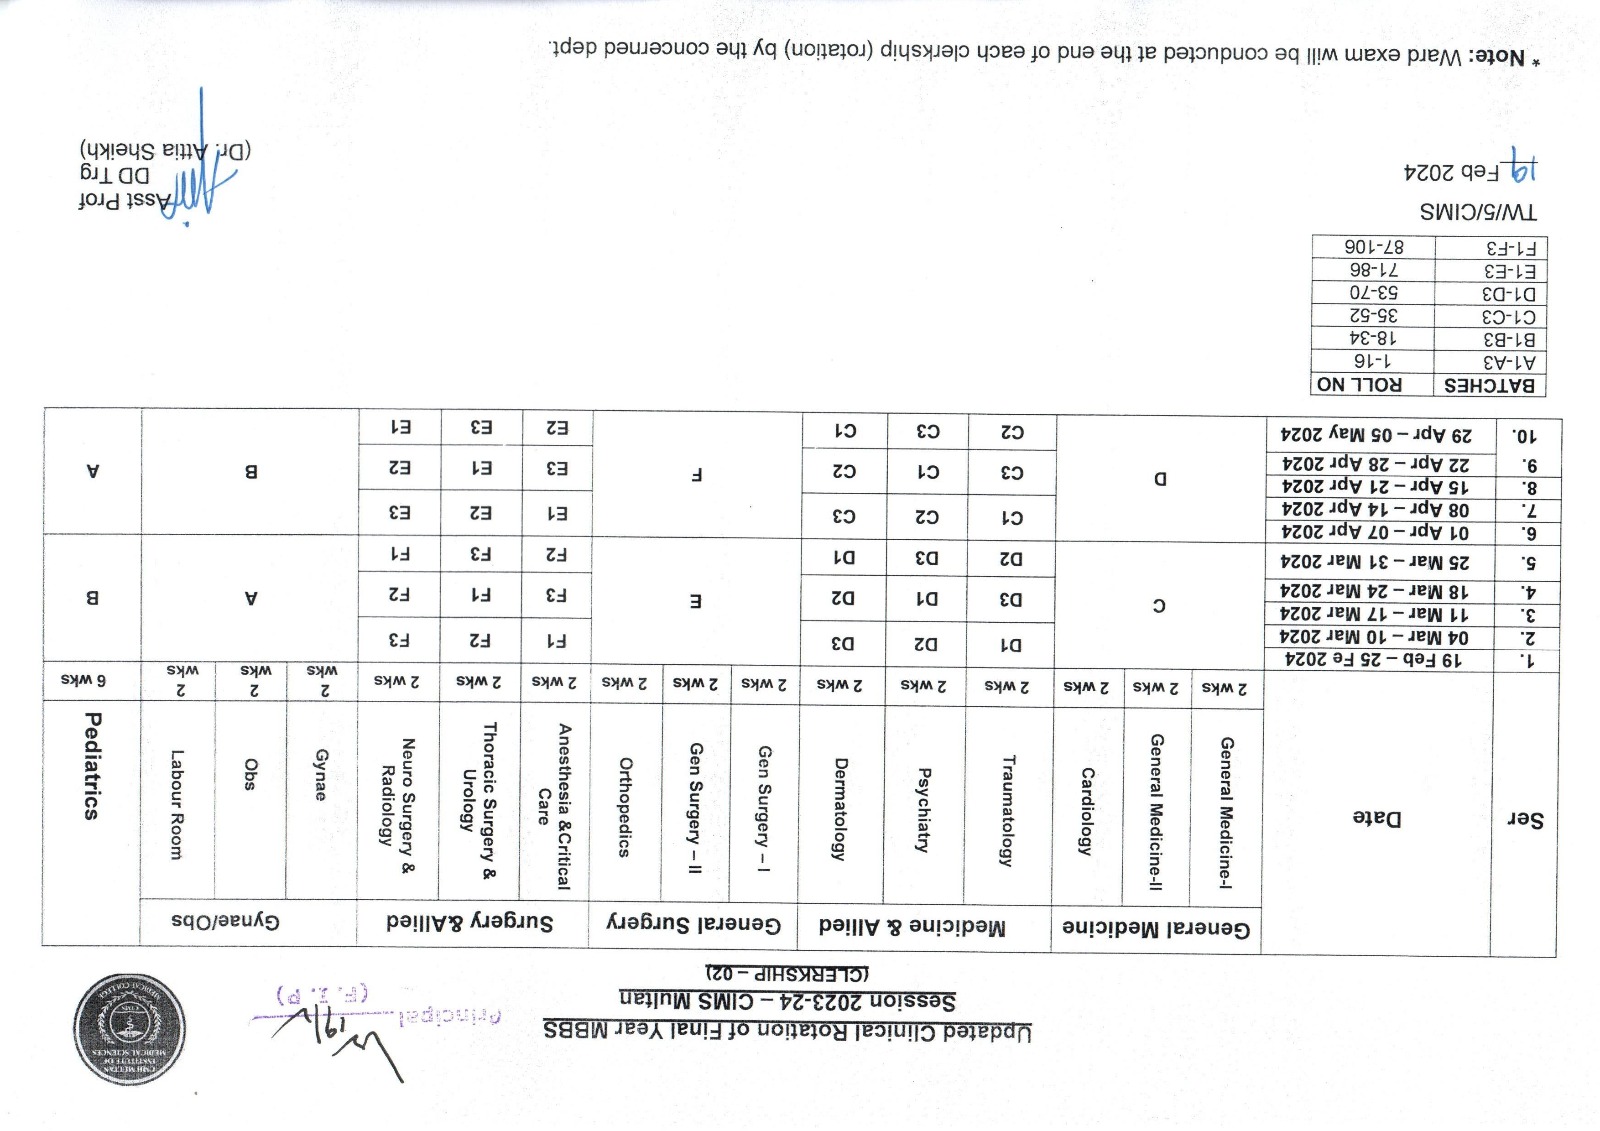 CMH MULTAN
INSTITUTE OF
MEDICAL SCIENCES
CIMS
MEDICAL COLLEGE
Updated Clinical Rotation of Final Year MBBS
Session 2023-24 – CIMS Multan
(CLERKSHIP – 02)
Principal
19/2
(F. I. P)
Ser Date General Medicine Medicine & Allied General Surgery Surgery &Allied Gynae/Obs Pediatrics
General Medicine-I General Medicine-II Cardiology Traumatology Psychiatry Dermatology Gen Surgery – I Gen Surgery – II Orthopedics Anesthesia &Critical Care Thoracic Surgery & Urology Neuro Surgery & Radiology Gynae Obs Labour Room
2 wks 2 wks 2 wks 2 wks 2 wks 2 wks 2 wks 2 wks 2 wks 2 wks 2 wks 2 wks 2 wks 2 wks 2 wks 6 wks
1. 19 Feb – 25 Fe 2024
D1 D2 D3 F1 F2 F3
2. 04 Mar – 10 Mar 2024
3. 11 Mar – 17 Mar 2024
C D3 D1 D2 E F3 F1 F2 A B
4. 18 Mar – 24 Mar 2024
5. 25 Mar – 31 Mar 2024 D2 D3 D1 F2 F3 F1
6. 01 Apr – 07 Apr 2024
C1 C2 C3 E1 E2 E3
7. 08 Apr – 14 Apr 2024
8. 15 Apr – 21 Apr 2024
D C3 C1 C2 F E3 E1 E2 B A
9. 22 Apr – 28 Apr 2024
10. 29 Apr – 05 May 2024 C2 C3 C1 E2 E3 E1
BATCHES ROLL NO
A1-A3 1-16
B1-B3 18-34
C1-C3 35-52
D1-D3 53-70
E1-E3 71-86
F1-F3 87-106
TW/5/CIMS
19 Feb 2024
Asst Prof
DD Trg
(Dr. Attia Sheikh)
* Note: Ward exam will be conducted at the end of each clerkship (rotation) by the concerned dept.